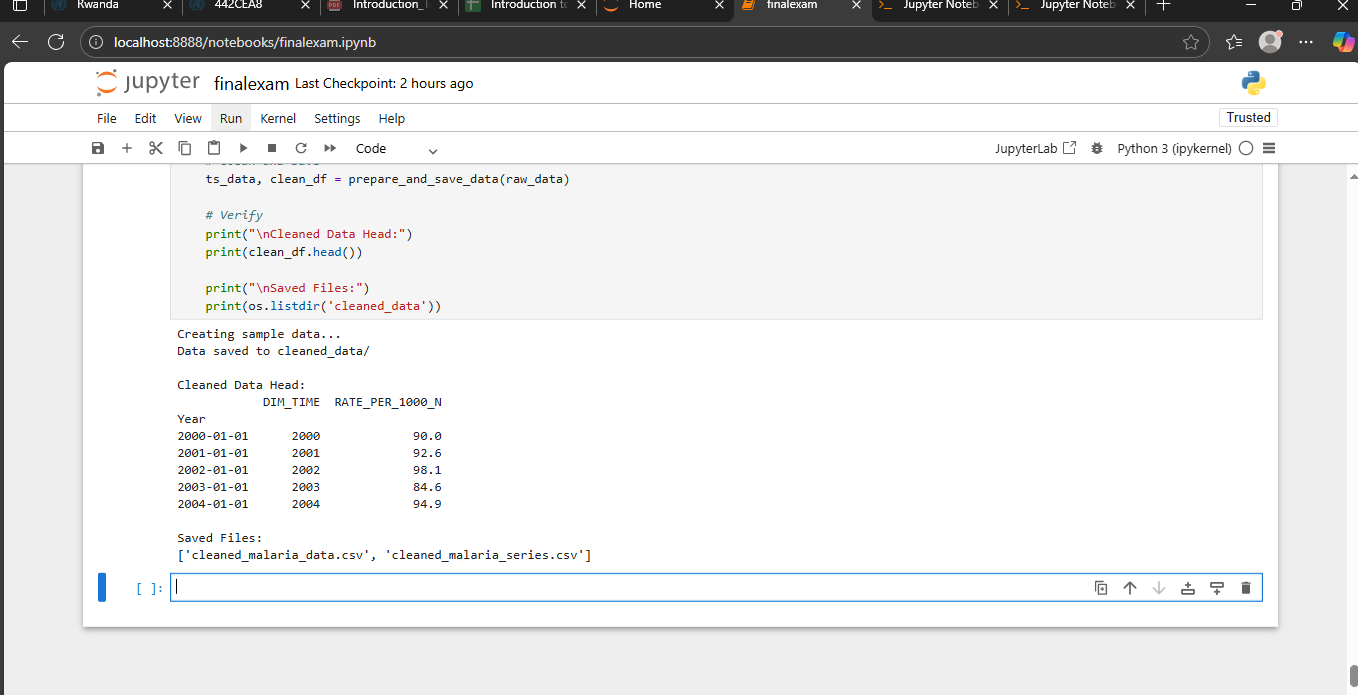 Rwanda
442CEA8
Introduction_
Introduction to
Home
finalexam
Jupyter Noteb
Jupyter Noteb
localhost:8888/notebooks/finalexam.ipynb
jupyter finalexam Last Checkpoint: 2 hours ago
File Edit View Run Kernel Settings Help
Trusted
Code
JupyterLab
Python 3 (ipykernel)
ts_data, clean_df = prepare_and_save_data(raw_data)
# Verify
print("\nCleaned Data Head:")
print(clean_df.head())
print("\nSaved Files:")
print(os.listdir('cleaned_data'))
Creating sample data...
Data saved to cleaned_data/
Cleaned Data Head:
DIM_TIME RATE_PER_1000_N
Year
2000-01-01 2000 90.0
2001-01-01 2001 92.6
2002-01-01 2002 98.1
2003-01-01 2003 84.6
2004-01-01 2004 94.9
Saved Files:
['cleaned_malaria_data.csv', 'cleaned_malaria_series.csv']
[ ]: